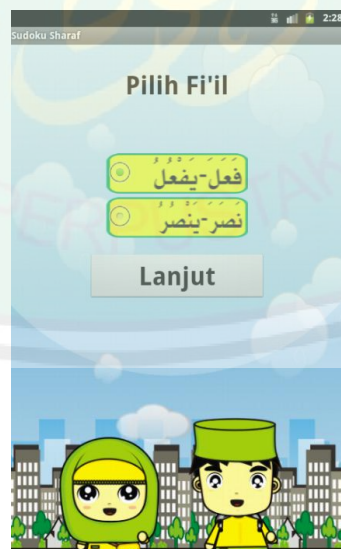 2:28
Sudoku Sharaf
Pilih Fi'il
فَعَلَ-يَفْعُلُ
نَصَرَ-يَنْصُرُ
Lanjut